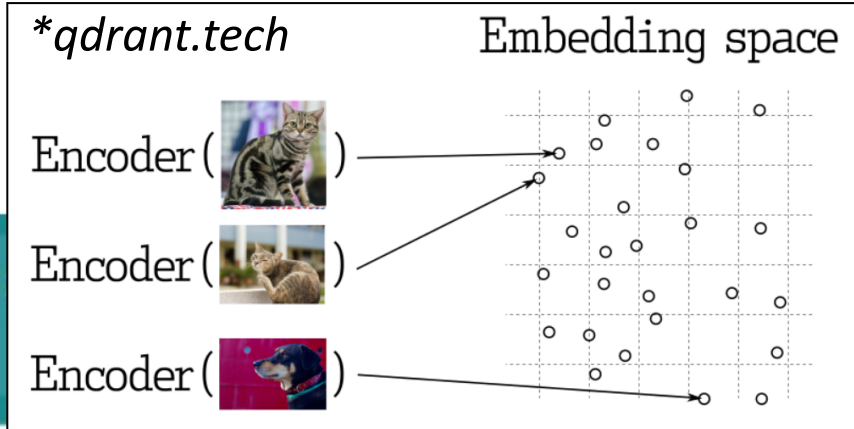 *qdrant.tech
Embedding space
Encoder( )
Encoder( )
Encoder( )